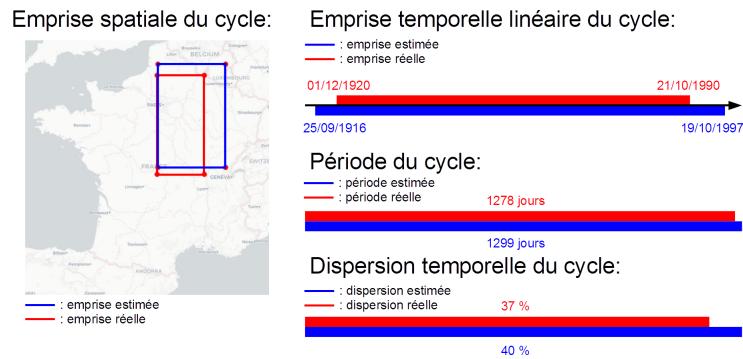 Emprise spatiale du cycle:
BELGIUM
LUXEMBOURG
FRANCE
GENÈVA
ANDORRA
: emprise estimée
: emprise réelle
Emprise temporelle linéaire du cycle:
: emprise estimée
: emprise réelle
01/12/1920
21/10/1990
25/09/1916
19/10/1997
Période du cycle:
: période estimée
: période réelle
1278 jours
1299 jours
Dispersion temporelle du cycle:
: dispersion estimée
: dispersion réelle
37 %
40 %